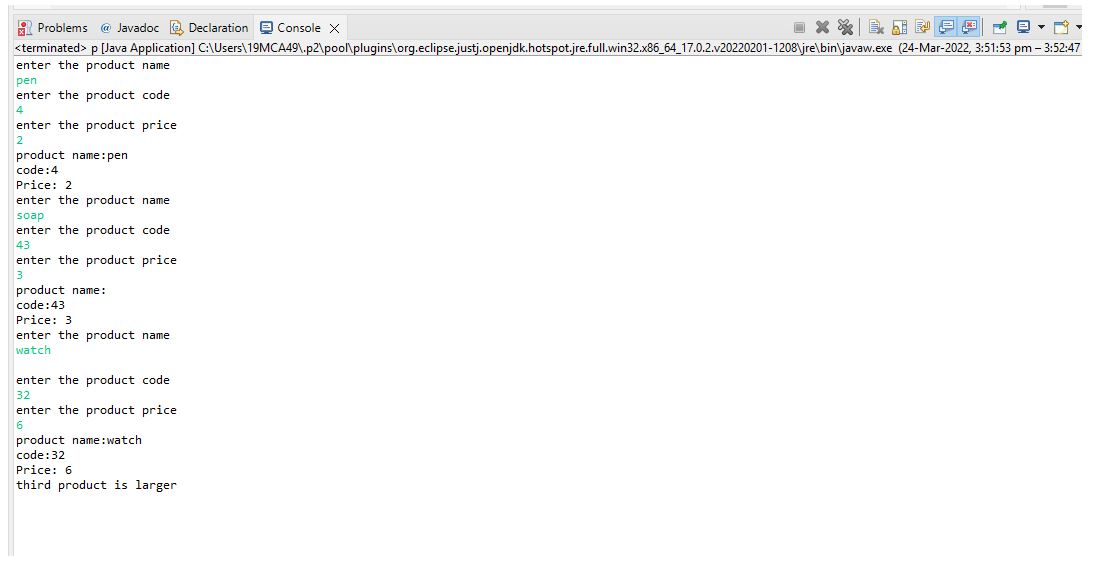 Problems @ Javadoc Declaration Console
<terminated> p [Java Application] C:\Users\19MCA49\.p2\pool\plugins\org.eclipse.justj.openjdk.hotspot.jre.full.win32.x86_64_17.0.2.v20220201-1208\jre\bin\javaw.exe (24-Mar-2022, 3:51:53 pm – 3:52:47
enter the product name
pen
enter the product code
4
enter the product price
2
product name:pen
code:4
Price: 2
enter the product name
soap
enter the product code
43
enter the product price
3
product name:
code:43
Price: 3
enter the product name
watch
enter the product code
32
enter the product price
6
product name:watch
code:32
Price: 6
third product is larger